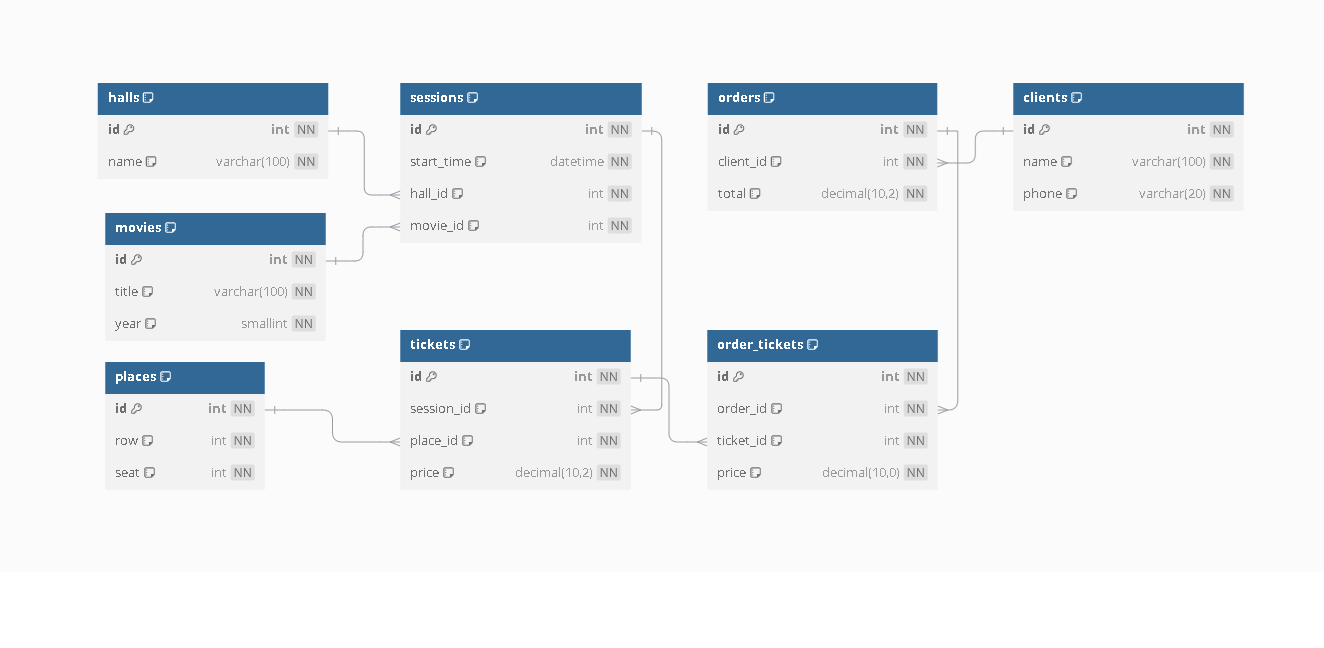 halls
id int NN
name varchar(100) NN
sessions
id int NN
start_time datetime NN
hall_id int NN
movie_id int NN
orders
id int NN
client_id int NN
total decimal(10,2) NN
clients
id int NN
name varchar(100) NN
phone varchar(20) NN
movies
id int NN
title varchar(100) NN
year smallint NN
places
id int NN
row int NN
seat int NN
tickets
id int NN
session_id int NN
place_id int NN
price decimal(10,2) NN
order_tickets
id int NN
order_id int NN
ticket_id int NN
price decimal(10,0) NN